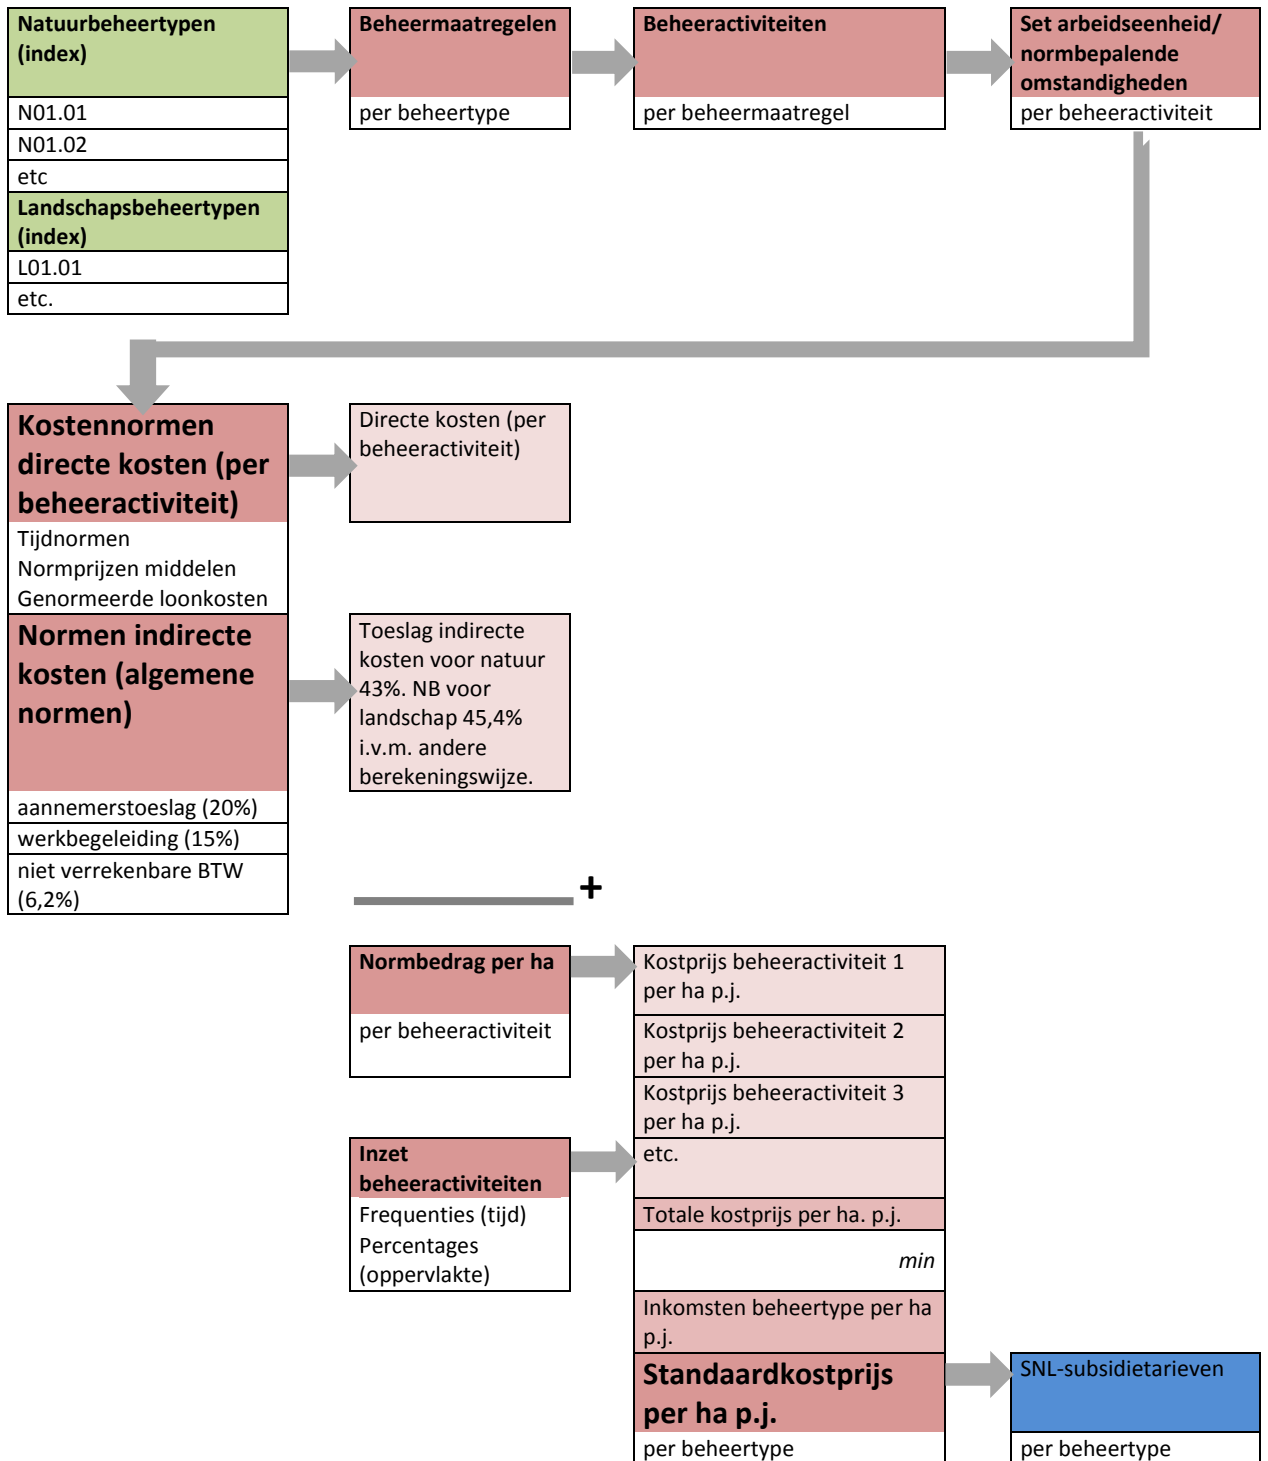 Natuurbeheertypen
(index)
N01.01
N01.02
etc
Landschapsbeheertypen
(index)
L01.01
etc.
Beheermaatregelen
per beheertype
Beheeractiviteiten
per beheermaatregel
Set arbeidseenheid/
normbepalende
omstandigheden
per beheeractiviteit
Kostennormen
directe kosten (per
beheeractiviteit)
Tijdnormen
Normprijzen middelen
Genormeerde loonkosten
Directe kosten (per
beheeractiviteit)
Normen indirecte
kosten (algemene
normen)
aannemerstoeslag (20%)
werkbegeleiding (15%)
niet verrekenbare BTW
(6,2%)
Toeslag indirecte
kosten voor natuur
43%. NB voor
landschap 45,4%
i.v.m. andere
berekeningswijze.
+
Normbedrag per ha
per beheeractiviteit
Inzet
beheeractiviteiten
Frequenties (tijd)
Percentages
(oppervlakte)
Kostprijs beheeractiviteit 1
per ha p.j.
Kostprijs beheeractiviteit 2
per ha p.j.
Kostprijs beheeractiviteit 3
per ha p.j.
etc.
Totale kostprijs per ha. p.j.
min
Inkomsten beheertype per ha
p.j.
Standaardkostprijs
per ha p.j.
per beheertype
SNL-subsidietarieven
per beheertype